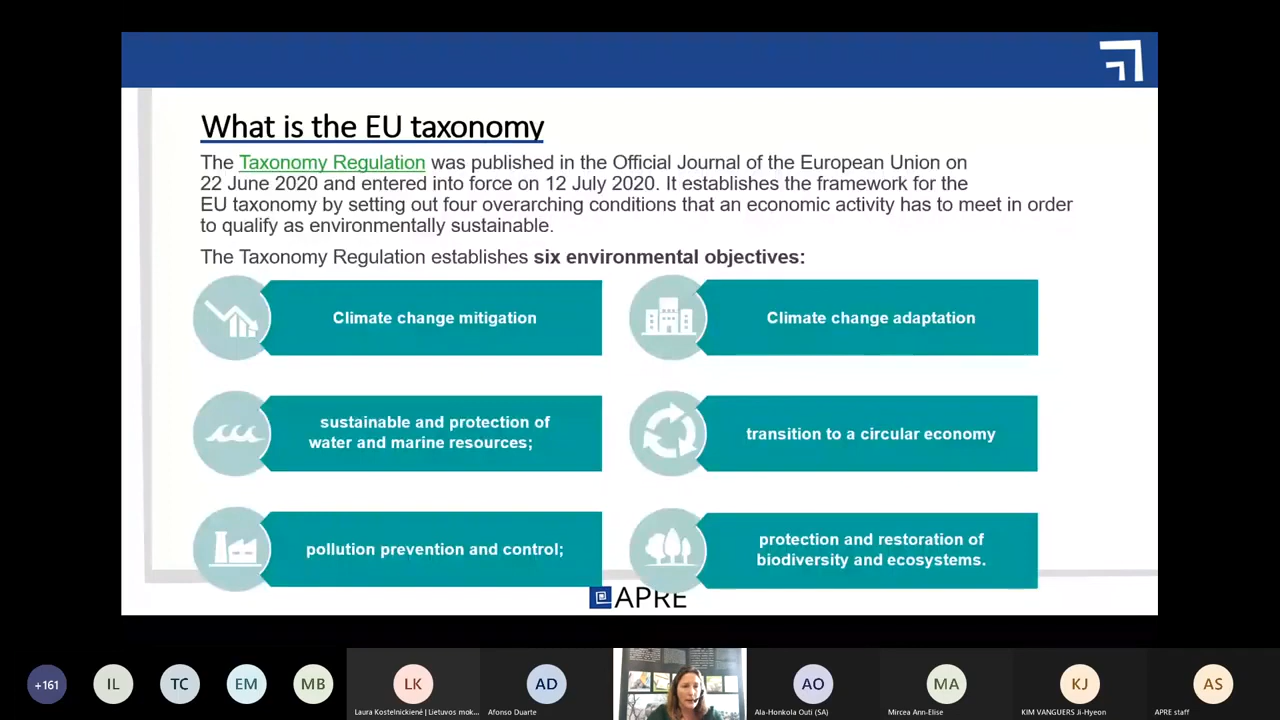 What is the EU taxonomy
The Taxonomy Regulation was published in the Official Journal of the European Union on
22 June 2020 and entered into force on 12 July 2020. It establishes the framework for the
EU taxonomy by setting out four overarching conditions that an economic activity has to meet in order
to qualify as environmentally sustainable.
The Taxonomy Regulation establishes six environmental objectives:
Climate change mitigation
Climate change adaptation
sustainable and protection of
water and marine resources;
transition to a circular economy
pollution prevention and control;
protection and restoration of
biodiversity and ecosystems.
APRE
+161
IL
TC
EM
MB
LK
Laura Kostelnickienė | Lietuvos mok...
AD
Afonso Duarte
AO
Ala-Honkola Outi (SA)
MA
Mircea Ann-Elise
KJ
KIM VANGUERS Ji-Hyeon
AS
APRE staff